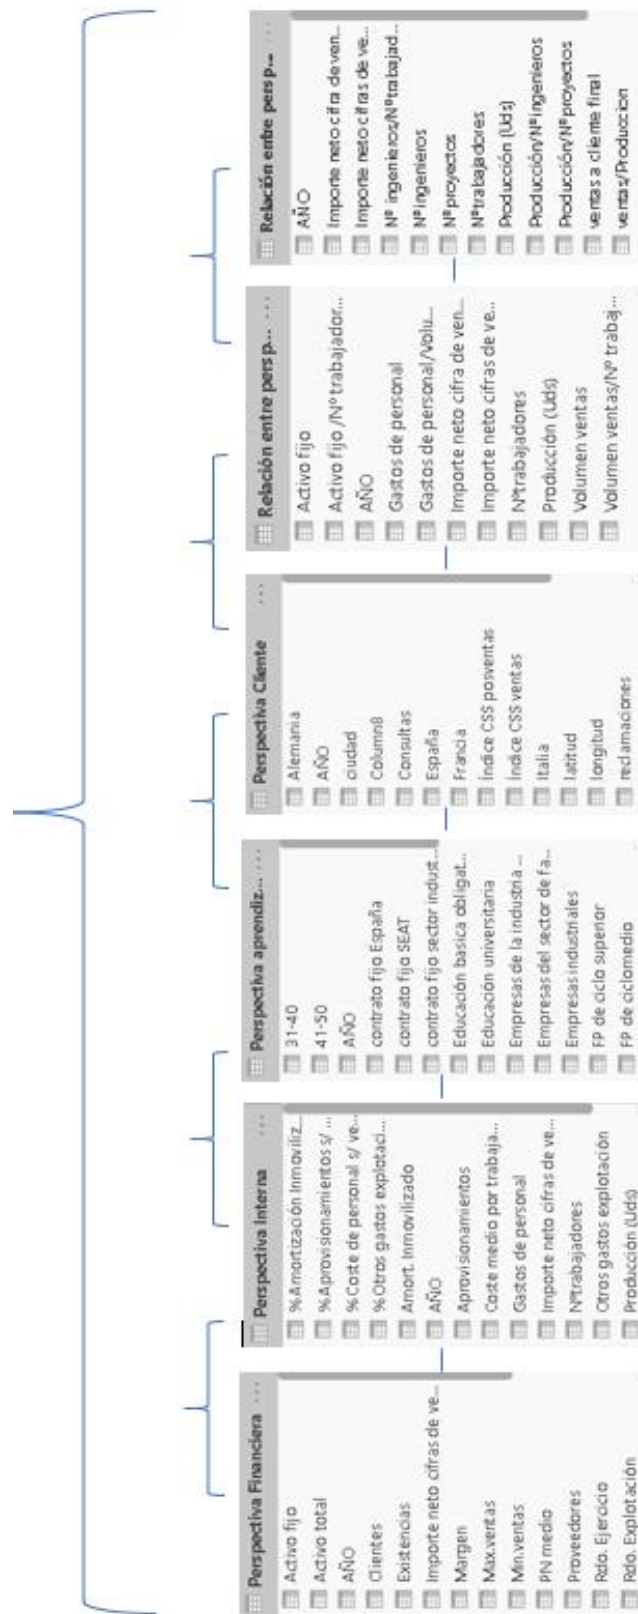 Perspectiva Financiera ...
Activo fijo
Activo total
AÑO
Clientes
Existencias
Importe neto cifras de ve...
Margen
Max.ventas
Min.ventas
PN medio
Proveedores
Rdo. Ejercicio
Rdo. Explotación
Perspectiva Interna ...
%Amortización Inmoviliz...
%Aprovisionamientos s/ ...
%Coste de personal s/ ve...
%Otros gastos explotaci...
Amort. Inmovilizado
AÑO
Aprovisionamientos
Coste medio por trabaja...
Gastos de personal
Importe neto cifras de ve...
Nºtrabajadores
Otros gastos explotación
Producción (Uds)
Perspectiva aprendiz... ...
31-40
41-50
AÑO
contrato fijo España
contrato fijo SEAT
contrato fijo sector indust...
Educación basica obligat...
Educación universitaria
Empresas de la industria ...
Empresas del sector de fa...
Empresas industriales
FP de ciclo superior
FP de ciclomedio
Perspectiva Cliente ...
Alemania
AÑO
ciudad
Column8
Consultas
España
Francia
Índice CSS posventas
Índice CSS ventas
Italia
latitud
longitud
reclamaciones
Relación entre persp... ...
Activo fijo
Activo fijo /Nº trabajador...
AÑO
Gastos de personal
Gastos de personal/Volu...
Importe neto cifra de ven...
Importe neto cifras de ve...
Nºtrabajadores
Producción (Uds)
Volumen ventas
Volumen ventas/Nº trabaj...
Relación entre persp... ...
AÑO
Importe neto cifra de ven...
Importe neto cifras de ve...
Nº ingenieros/Nºtrabajad...
Nºingenieros
Nºproyectos
Nºtrabajadores
Producción (Uds)
Producción/Nºingenieros
Producción/Nºproyectos
ventas a cliente final
ventas/Produccion